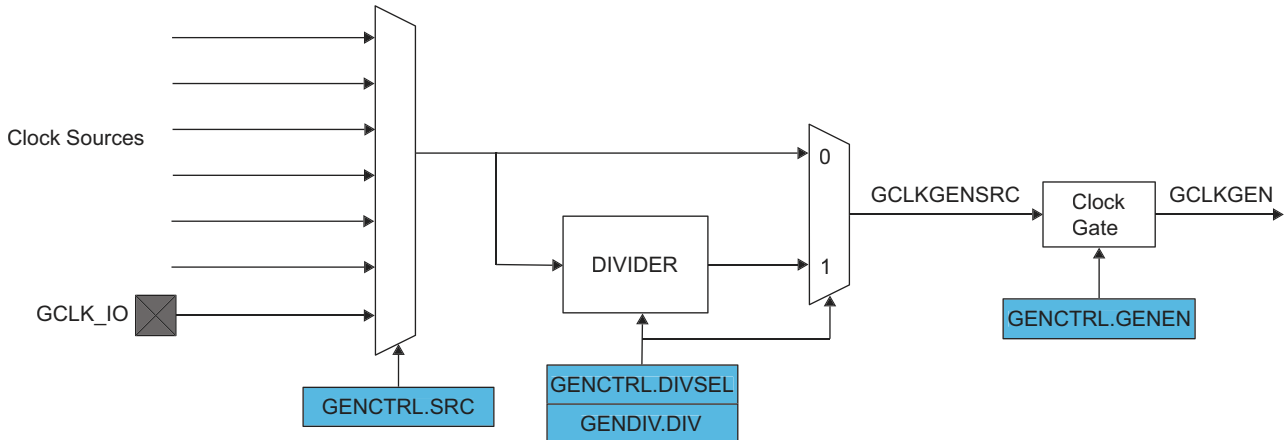 Clock Sources
GCLK_IO
GENCTRL.SRC
DIVIDER
GENCTRL.DIVSEL
GENDIV.DIV
0
1
GCLKGENSRC
Clock
Gate
GCLKGEN
GENCTRL.GENEN